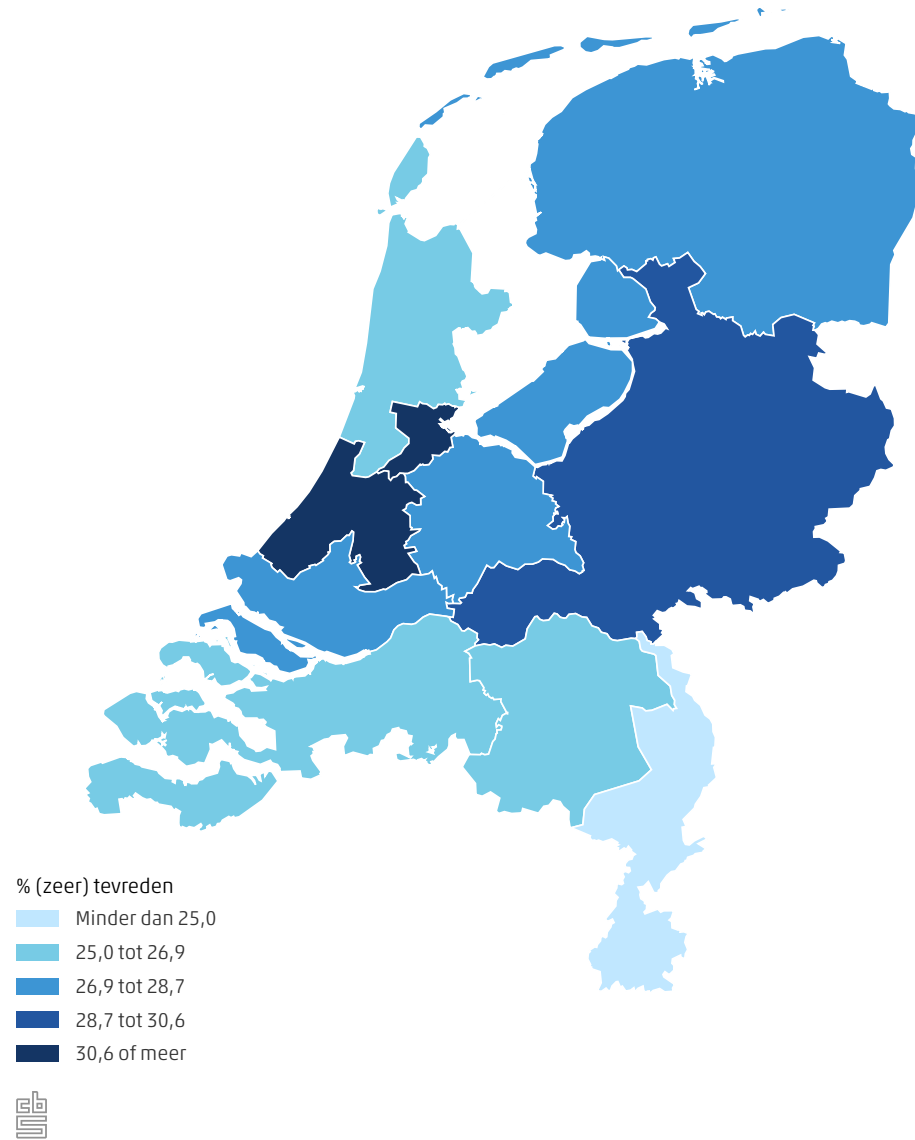 % (zeer) tevreden
Minder dan 25,0
25,0 tot 26,9
26,9 tot 28,7
28,7 tot 30,6
30,6 of meer
cbs